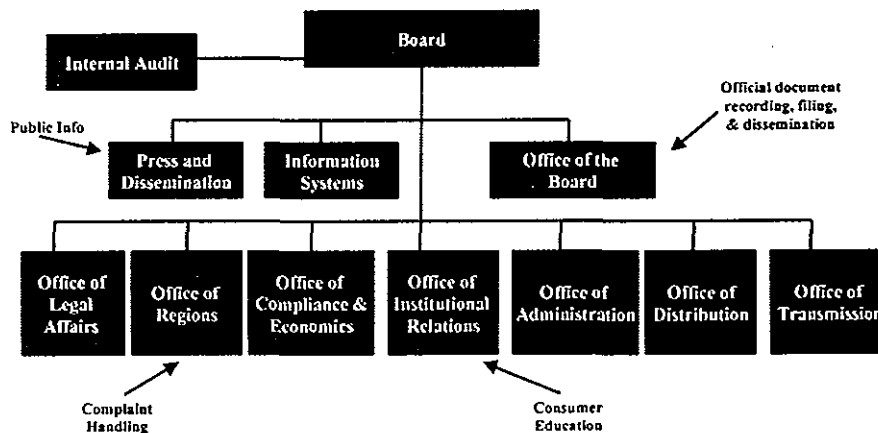 Board
Internal Audit
Official document
recording, filing,
& dissemination
Public Info
Press and
Dissemination
Information
Systems
Office of the
Board
Office of
Legal
Affairs
Office of
Regions
Office of
Compliance &
Economics
Office of
Institutional
Relations
Office of
Administration
Office of
Distribution
Office of
Transmission
Complaint
Handling
Consumer
Education